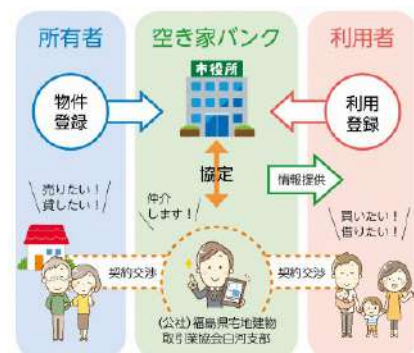 所有者
空き家バンク
利用者
市役所
物件
登録
利用
登録
協定
情報提供
売りたい！
貸したい！
仲介
します！
買いたい！
借りたい！
契約交渉
契約交渉
(公社)福島県宅地建物
取引業協会白河支部